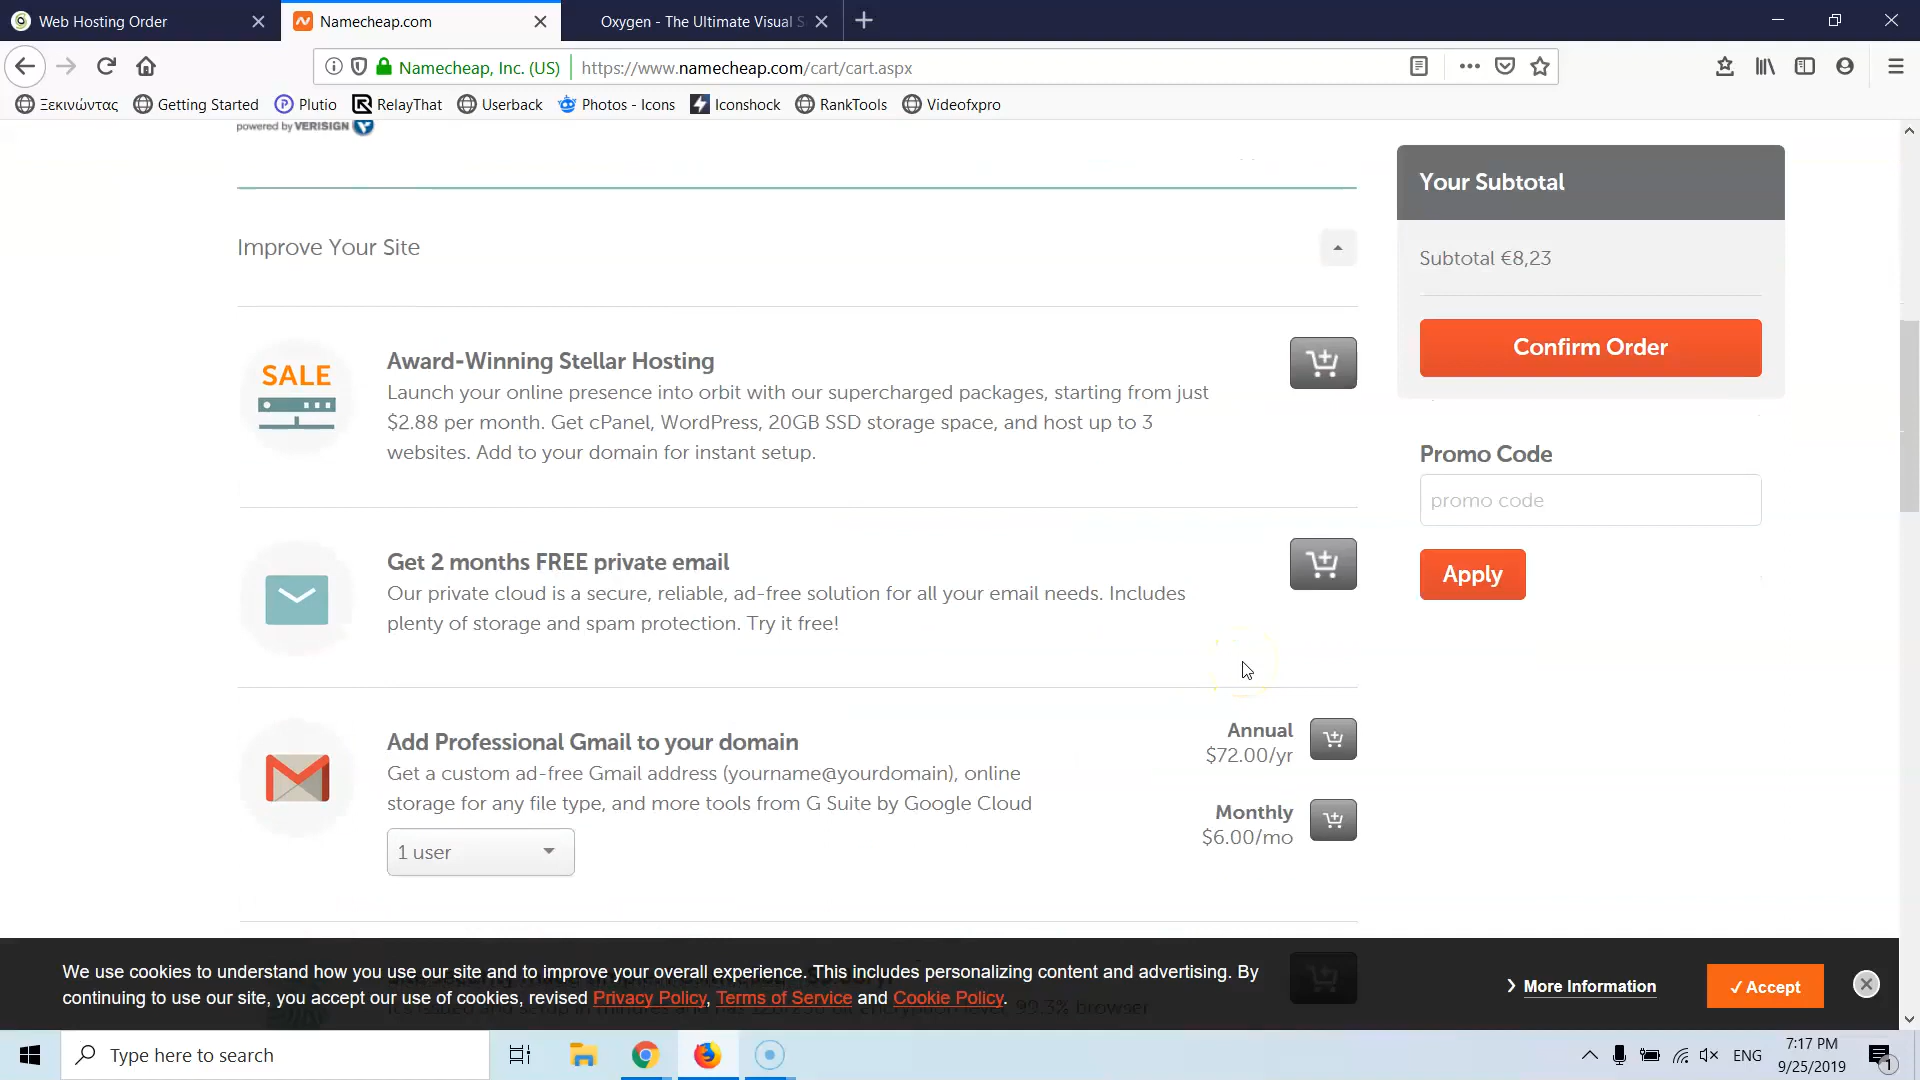 Web Hosting Order
Namecheap.com
Oxygen - The Ultimate Visual S
Namecheap, Inc. (US)
https://www.namecheap.com/cart/cart.aspx
Ξεκινώντας
Getting Started
Plutio
RelayThat
Userback
Photos - Icons
Iconshock
RankTools
Videofxpro
powered by VERISIGN
Improve Your Site
SALE
Award-Winning Stellar Hosting
Launch your online presence into orbit with our supercharged packages, starting from just
$2.88 per month. Get cPanel, WordPress, 20GB SSD storage space, and host up to 3
websites. Add to your domain for instant setup.
Get 2 months FREE private email
Our private cloud is a secure, reliable, ad-free solution for all your email needs. Includes
plenty of storage and spam protection. Try it free!
Add Professional Gmail to your domain
Get a custom ad-free Gmail address (yourname@yourdomain), online
storage for any file type, and more tools from G Suite by Google Cloud
1 user
Annual
$72.00/yr
Monthly
$6.00/mo
Your Subtotal
Subtotal €8,23
Confirm Order
Promo Code
promo code
Apply
We use cookies to understand how you use our site and to improve your overall experience. This includes personalizing content and advertising. By
continuing to use our site, you accept our use of cookies, revised Privacy Policy, Terms of Service and Cookie Policy.
More Information
✓ Accept
Type here to search
ENG
7:17 PM
9/25/2019
1